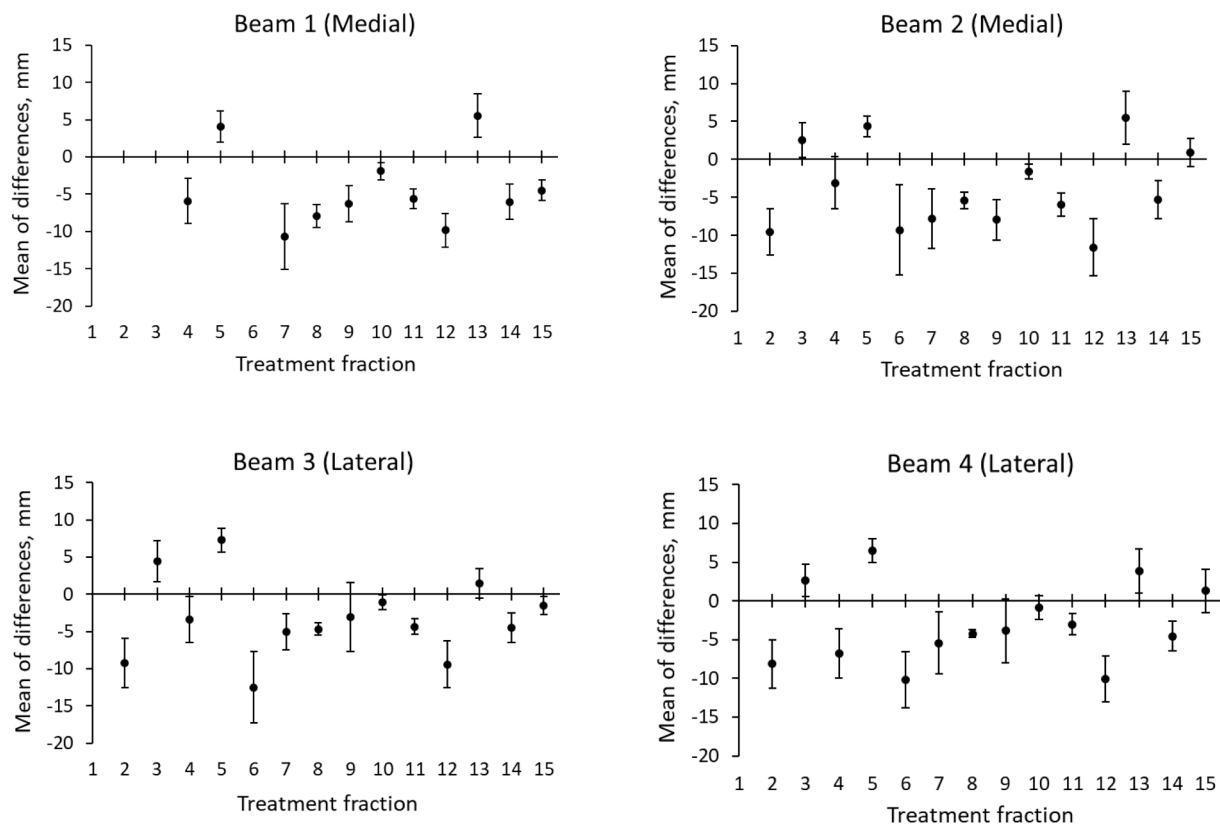 Beam 1 (Medial)
Mean of differences, mm
15
10
5
0
-5
-10
-15
-20
1 2 3 4 5 6 7 8 9 10 11 12 13 14 15
Treatment fraction
Beam 2 (Medial)
Mean of differences, mm
15
10
5
0
-5
-10
-15
-20
1 2 3 4 5 6 7 8 9 10 11 12 13 14 15
Treatment fraction
Beam 3 (Lateral)
Mean of differences, mm
15
10
5
0
-5
-10
-15
-20
1 2 3 4 5 6 7 8 9 10 11 12 13 14 15
Treatment fraction
Beam 4 (Lateral)
Mean of differences, mm
15
10
5
0
-5
-10
-15
-20
1 2 3 4 5 6 7 8 9 10 11 12 13 14 15
Treatment fraction